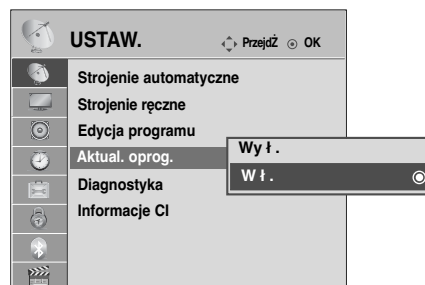 USTAW. PrzejdŹ OK
Strojenie automatyczne
Strojenie ręczne
Edycja programu
Aktual. oprog.
Wy ł .
W ł .
Diagnostyka
Informacje CI